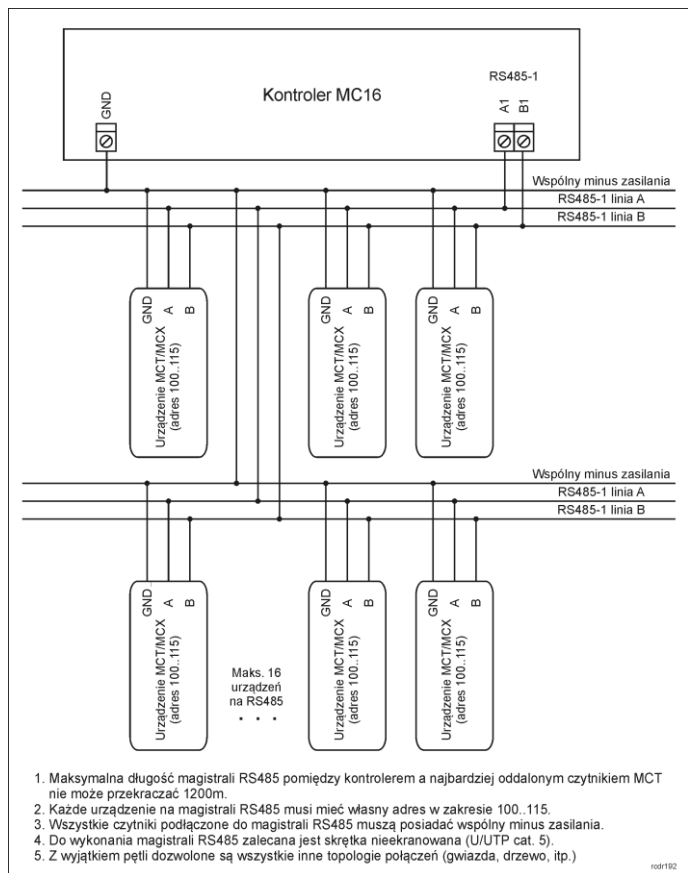 Kontroler MC16
RS485-1
GND
A1
B1
Wspólny minus zasilania
RS485-1 linia A
RS485-1 linia B
GND
A
B
Urządzenie MCT/MCX
(adres 100..115)
GND
A
B
Urządzenie MCT/MCX
(adres 100..115)
GND
A
B
Urządzenie MCT/MCX
(adres 100..115)
Wspólny minus zasilania
RS485-1 linia A
RS485-1 linia B
GND
A
B
Urządzenie MCT/MCX
(adres 100..115)
Maks. 16
urządzeń
na RS485
. . .
GND
A
B
Urządzenie MCT/MCX
(adres 100..115)
GND
A
B
Urządzenie MCT/MCX
(adres 100..115)
1. Maksymalna długość magistrali RS485 pomiędzy kontrolerem a najbardziej oddalonym czytnikiem MCT
nie może przekraczać 1200m.
2. Każde urządzenie na magistrali RS485 musi mieć własny adres w zakresie 100..115.
3. Wszystkie czytniki podłączone do magistrali RS485 muszą posiadać wspólny minus zasilania.
4. Do wykonania magistrali RS485 zalecana jest skrętka nieekranowana (U/UTP cat. 5).
5. Z wyjątkiem pętli dozwolone są wszystkie inne topologie połączeń (gwiazda, drzewo, itp.)
rodr192